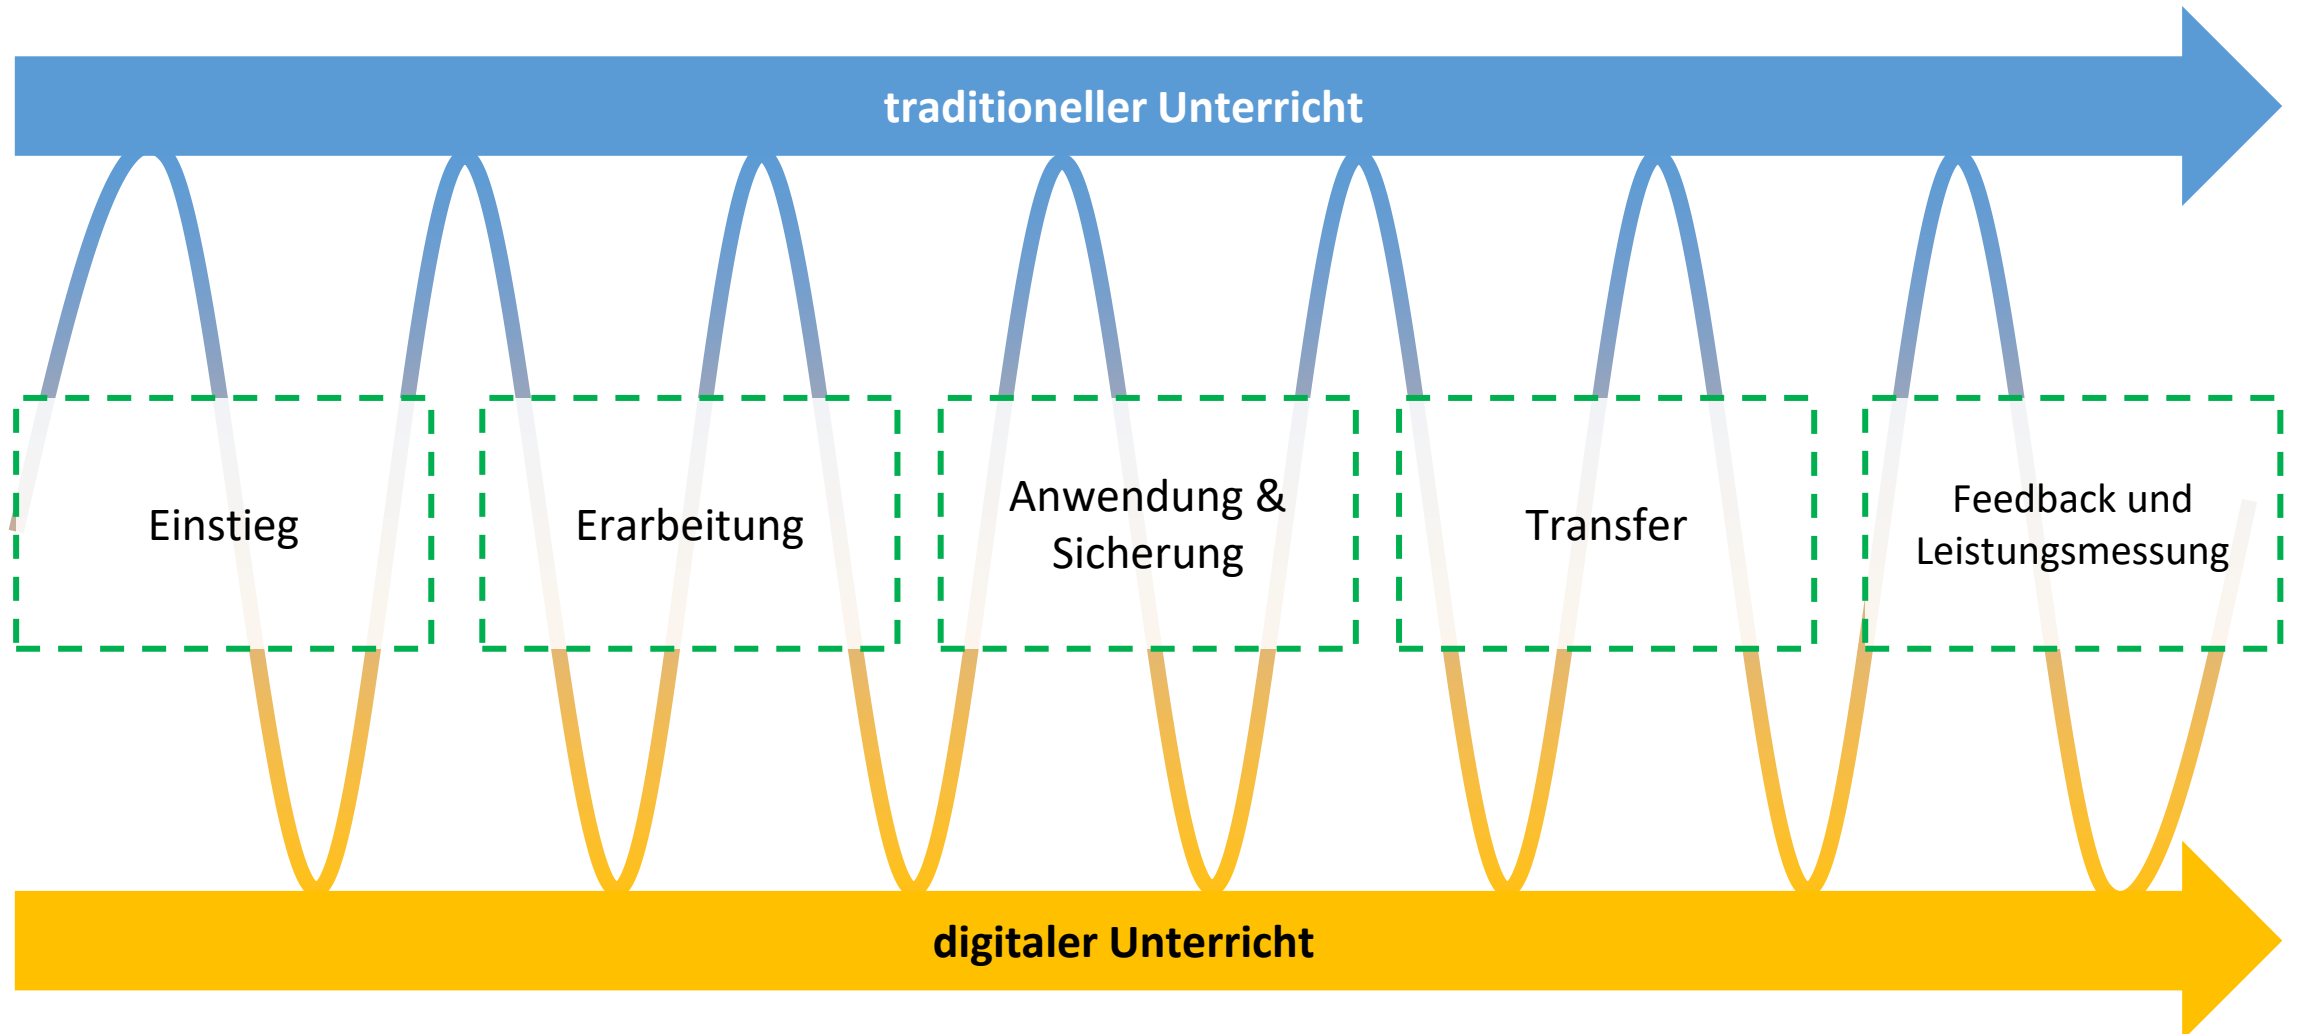 traditioneller Unterricht
Einstieg
Erarbeitung
Anwendung &
Sicherung
Transfer
Feedback und
Leistungsmessung
digitaler Unterricht